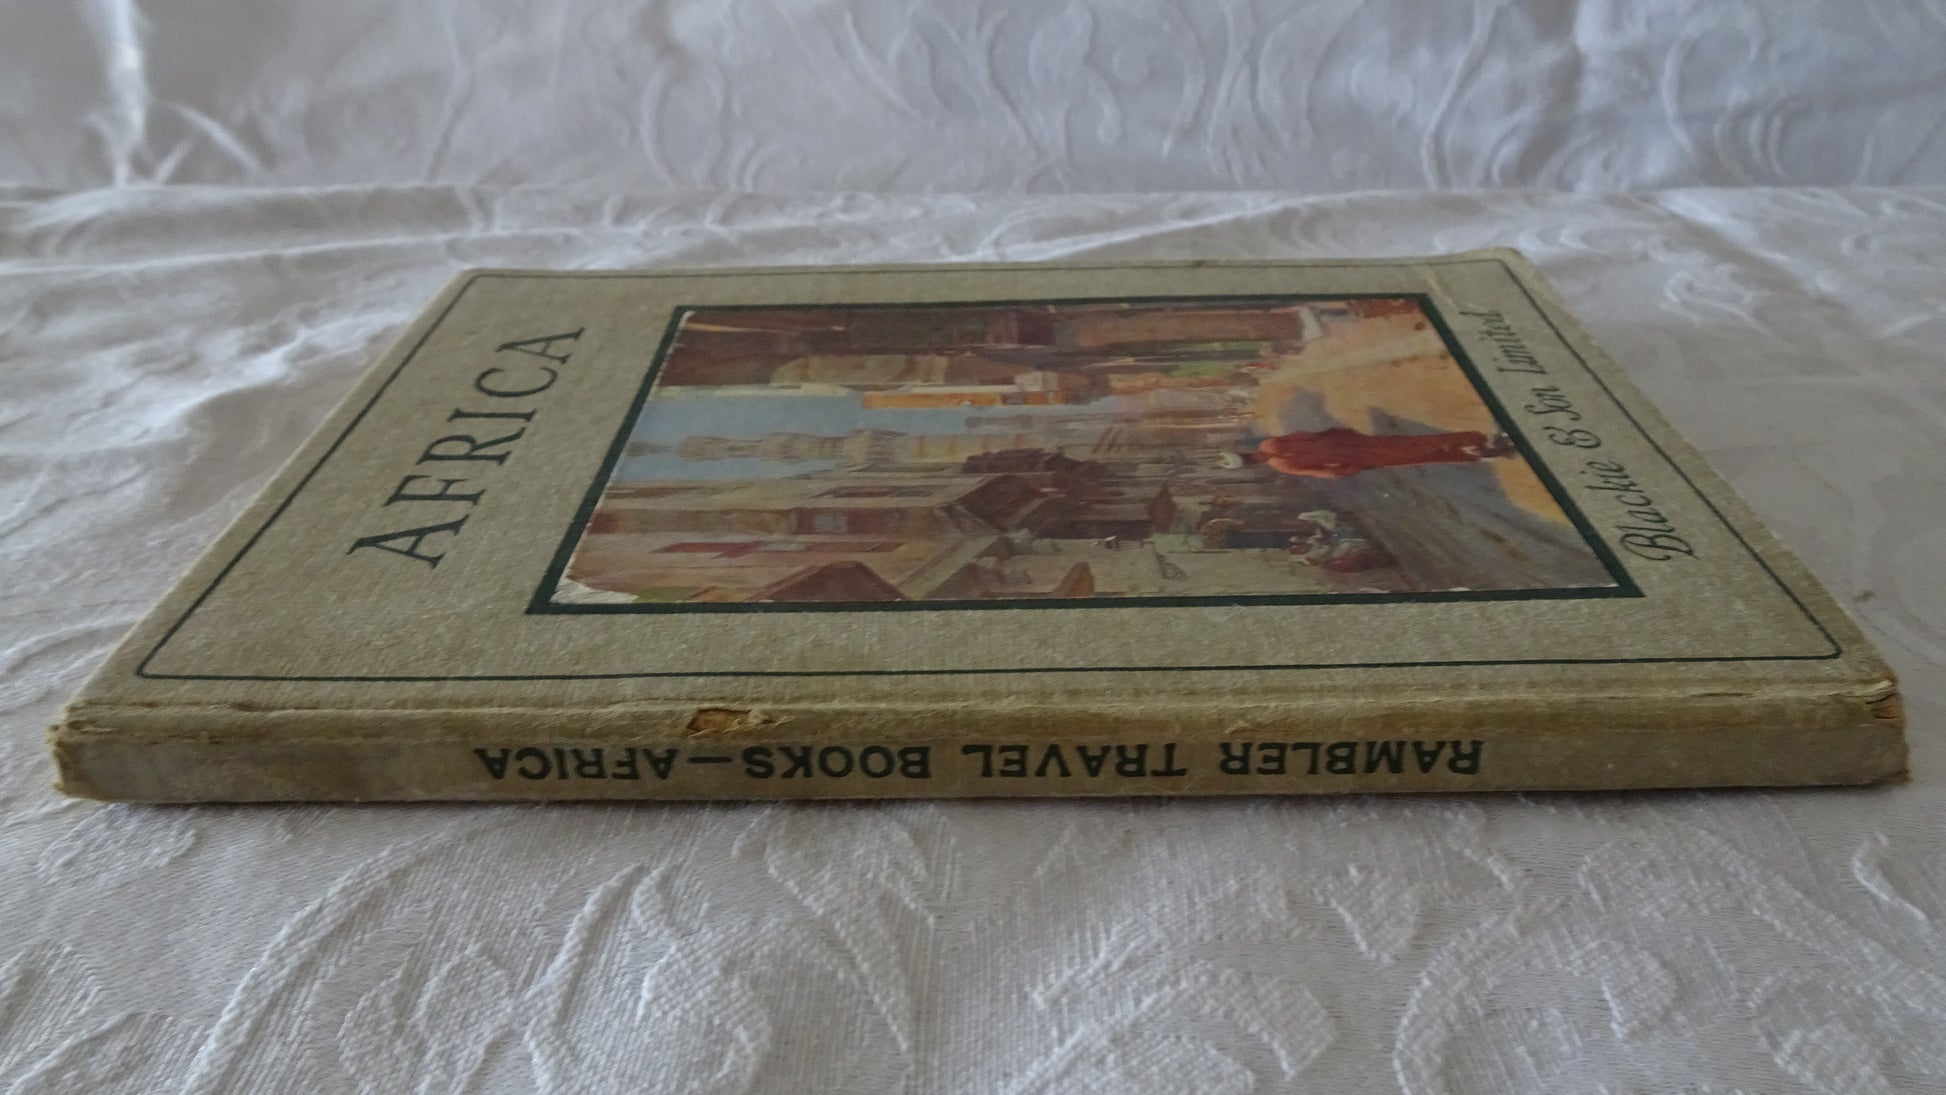 AFRICA
Blackie & Son Limited
RAMBLER TRAVEL BOOKS—AFRICA